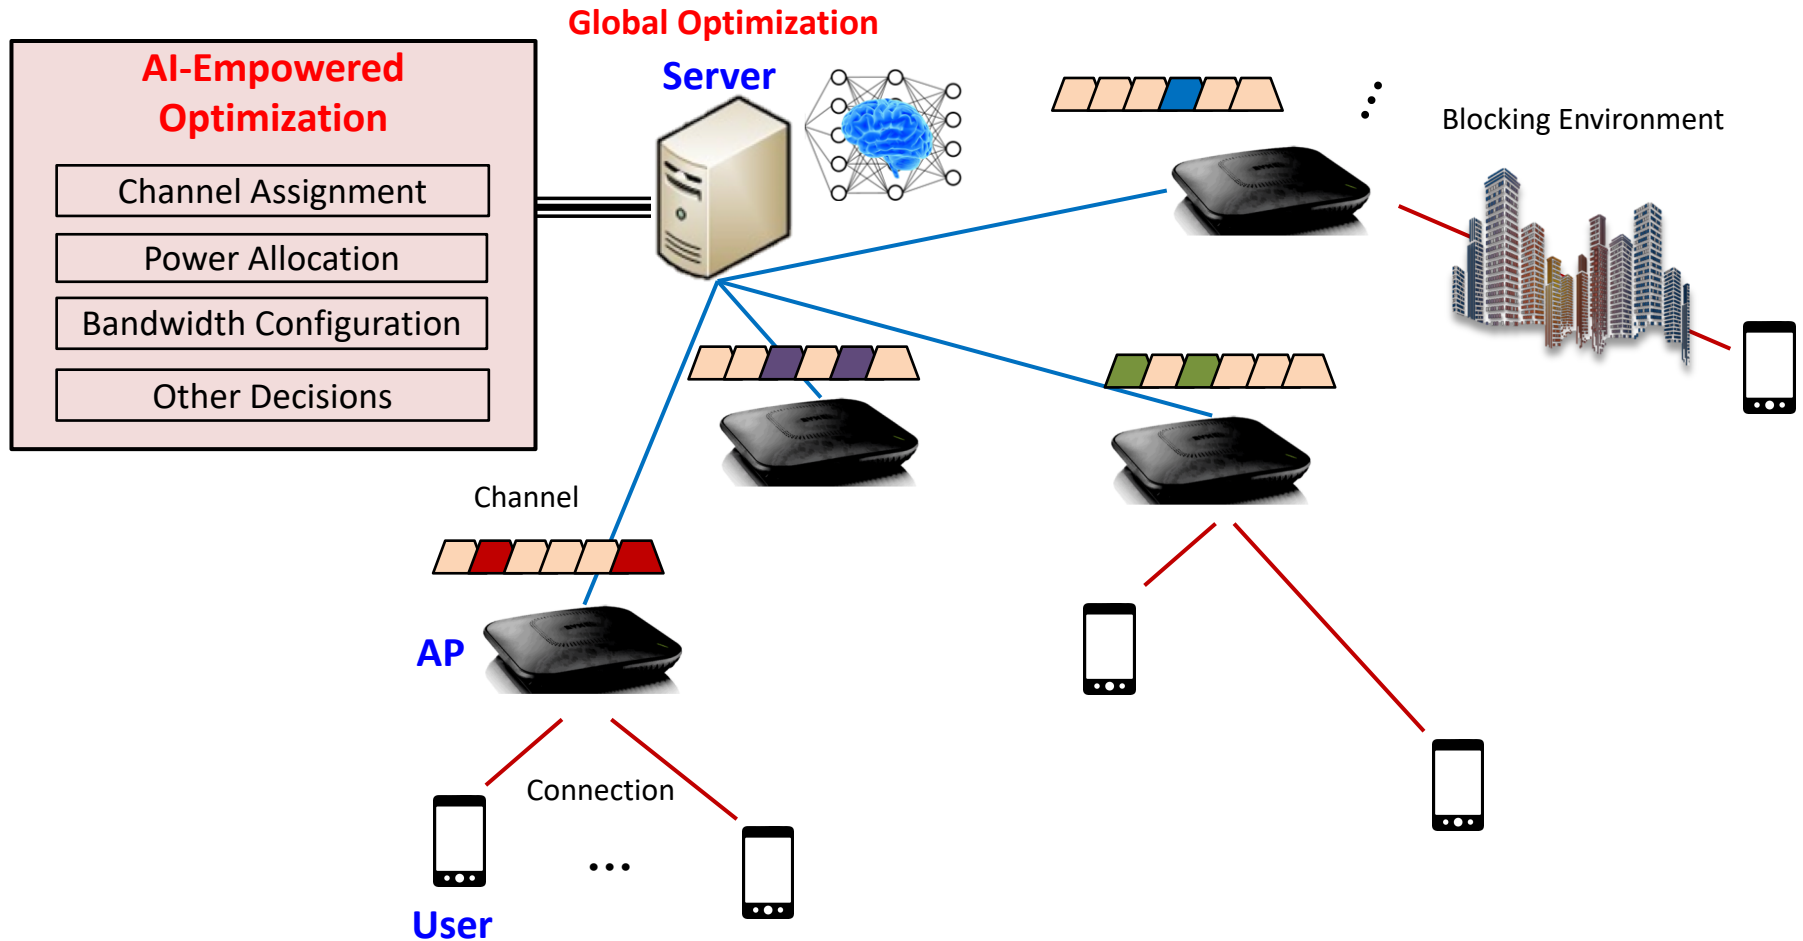 Global Optimization
AI-Empowered
Optimization
Server
Blocking Environment
Channel Assignment
Power Allocation
Bandwidth Configuration
Other Decisions
Channel
AP
Connection
User